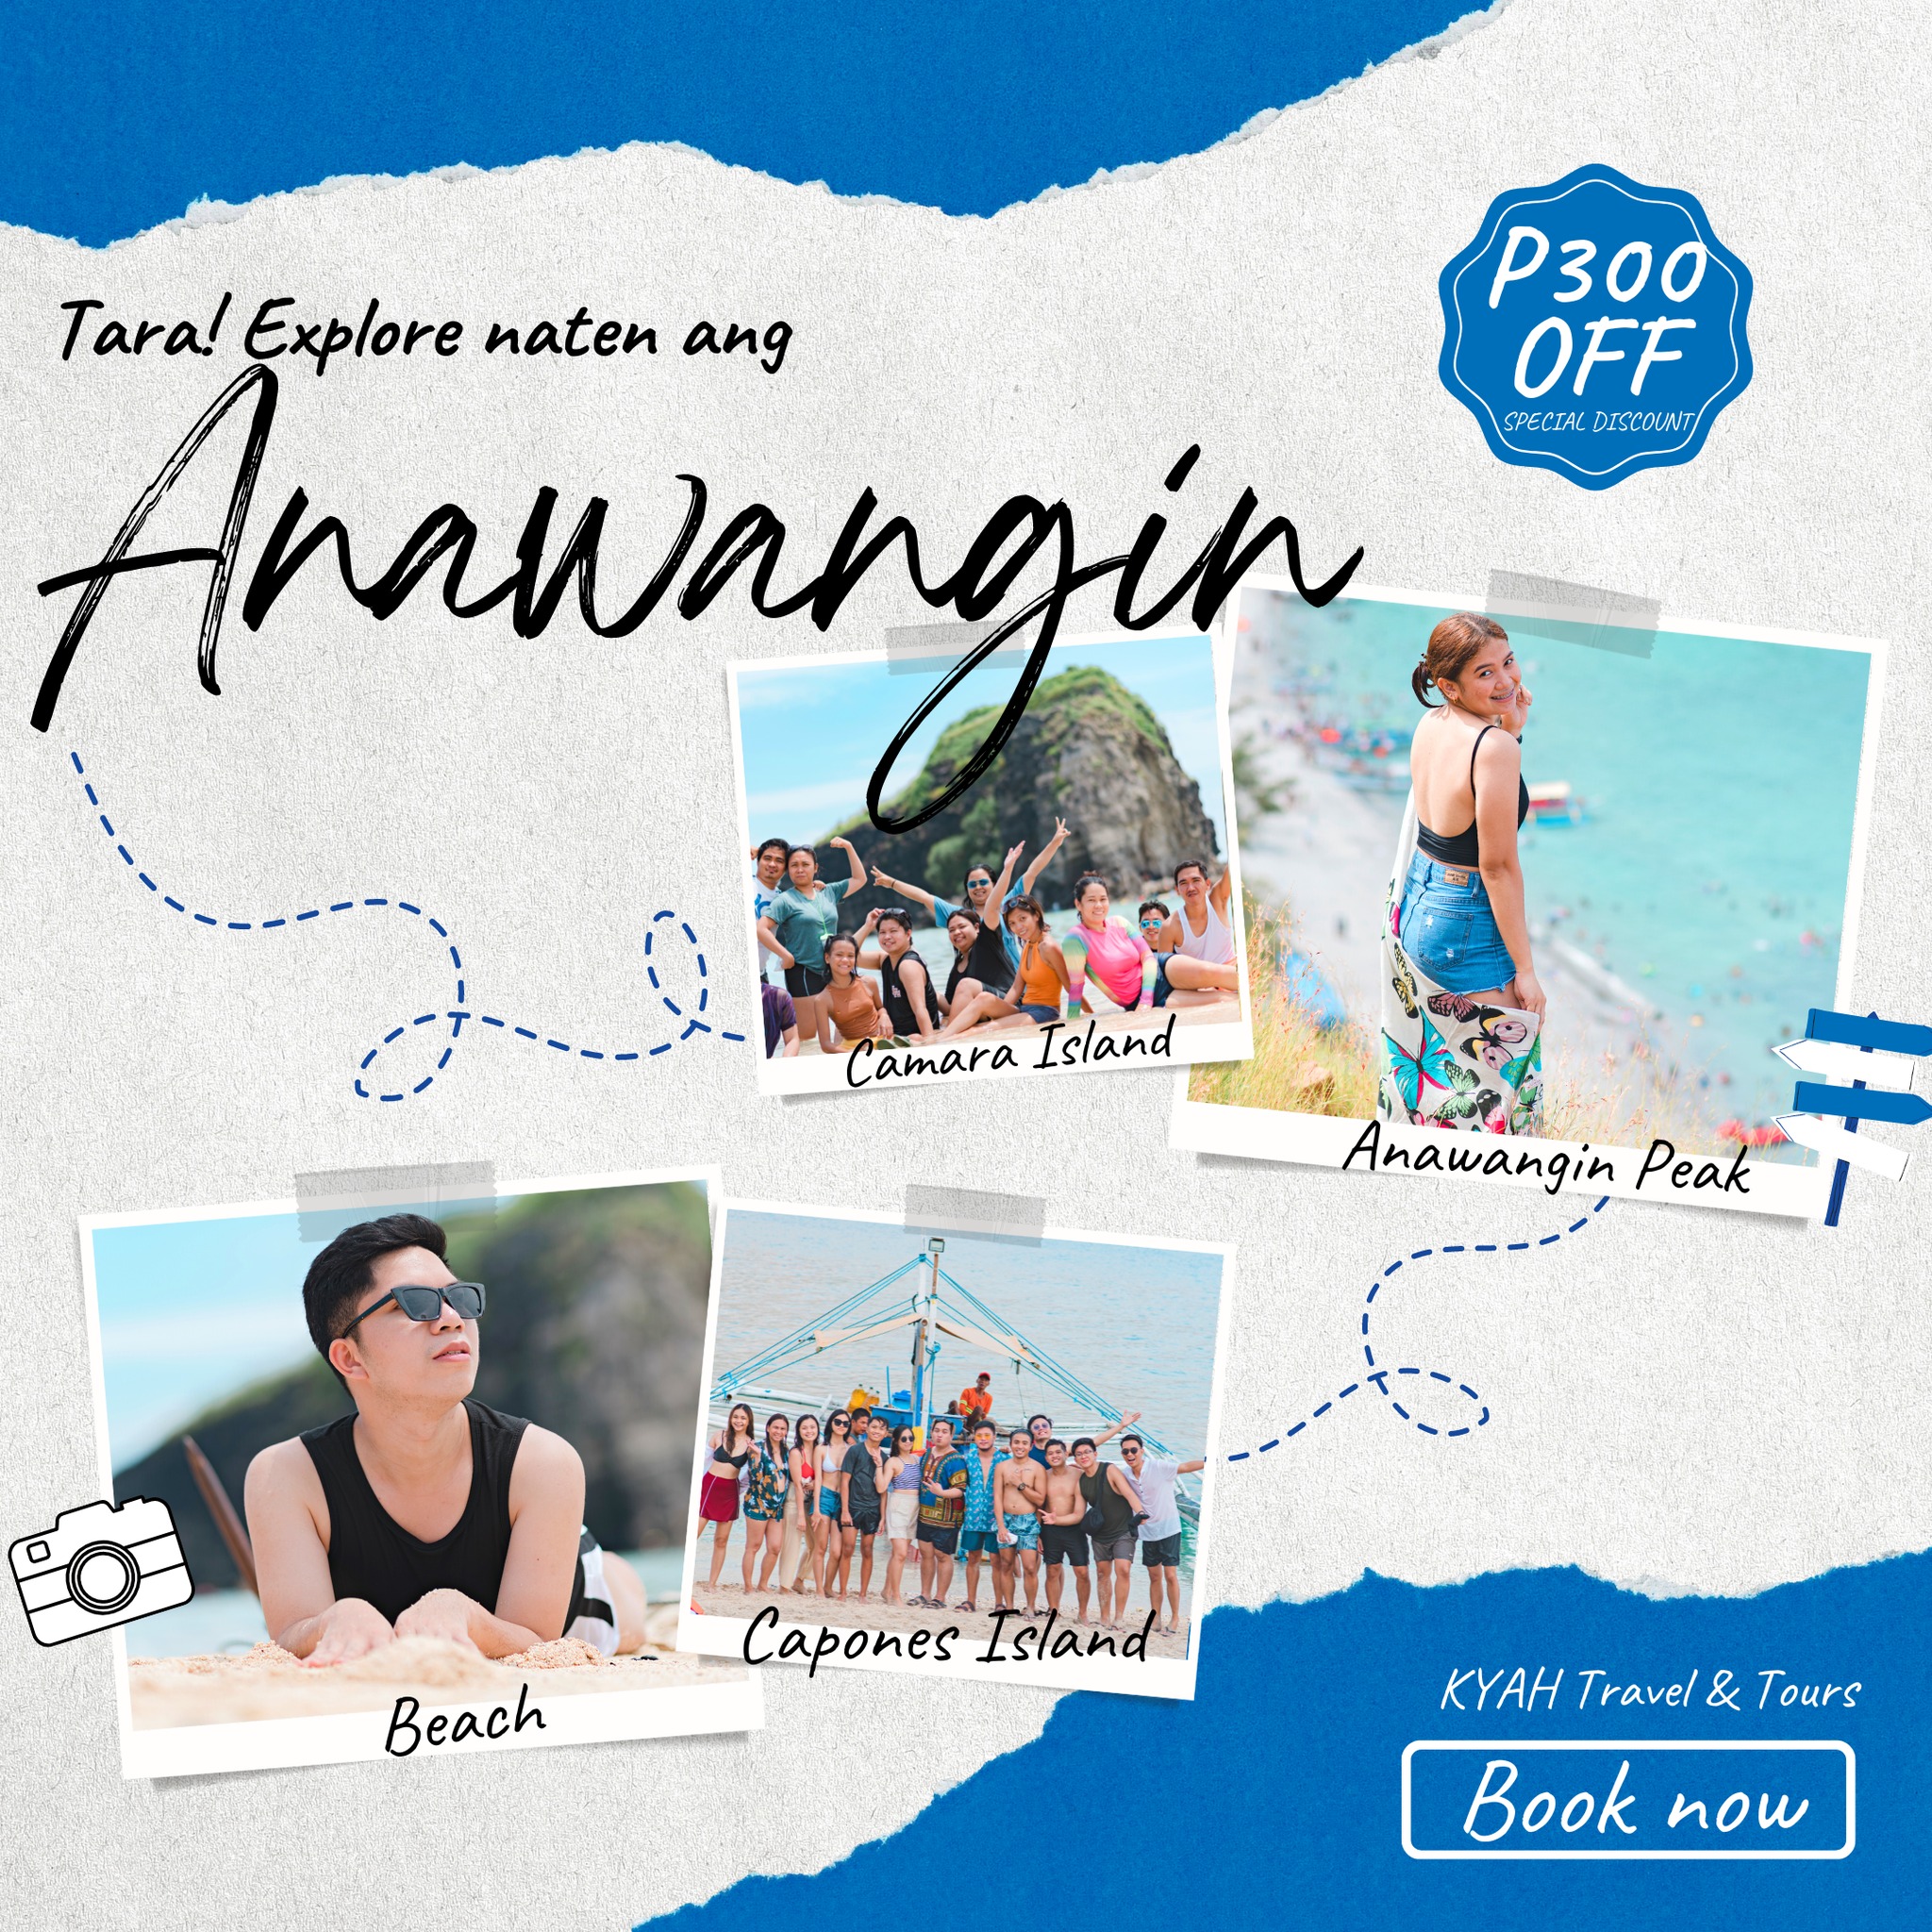 Tara! Explore naten ang
Anawangin
P300
OFF
SPECIAL DISCOUNT
Camara Island
Anawangin Peak
Beach
Capones Island
KYAH Travel & Tours
Book now